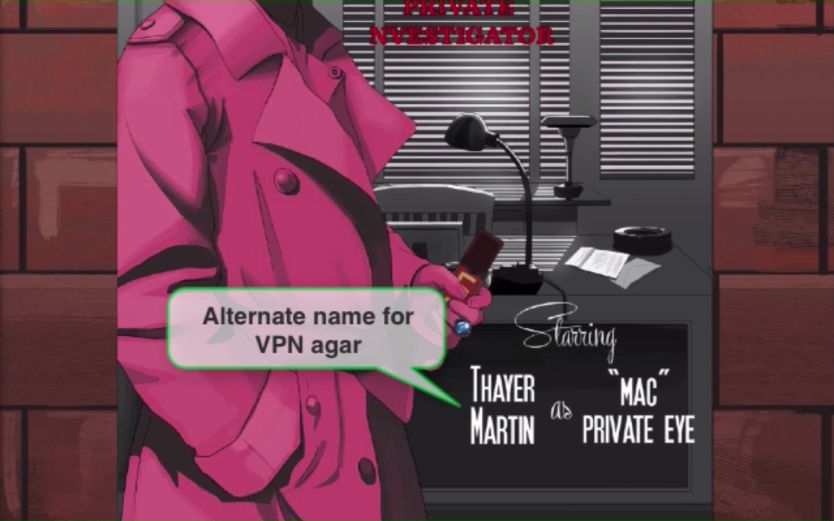 PRIVATE
NVESTIGATOR
Alternate name for
VPN agar
Starring
THAYER
MARTIN
as
"MAC"
PRIVATE EYE